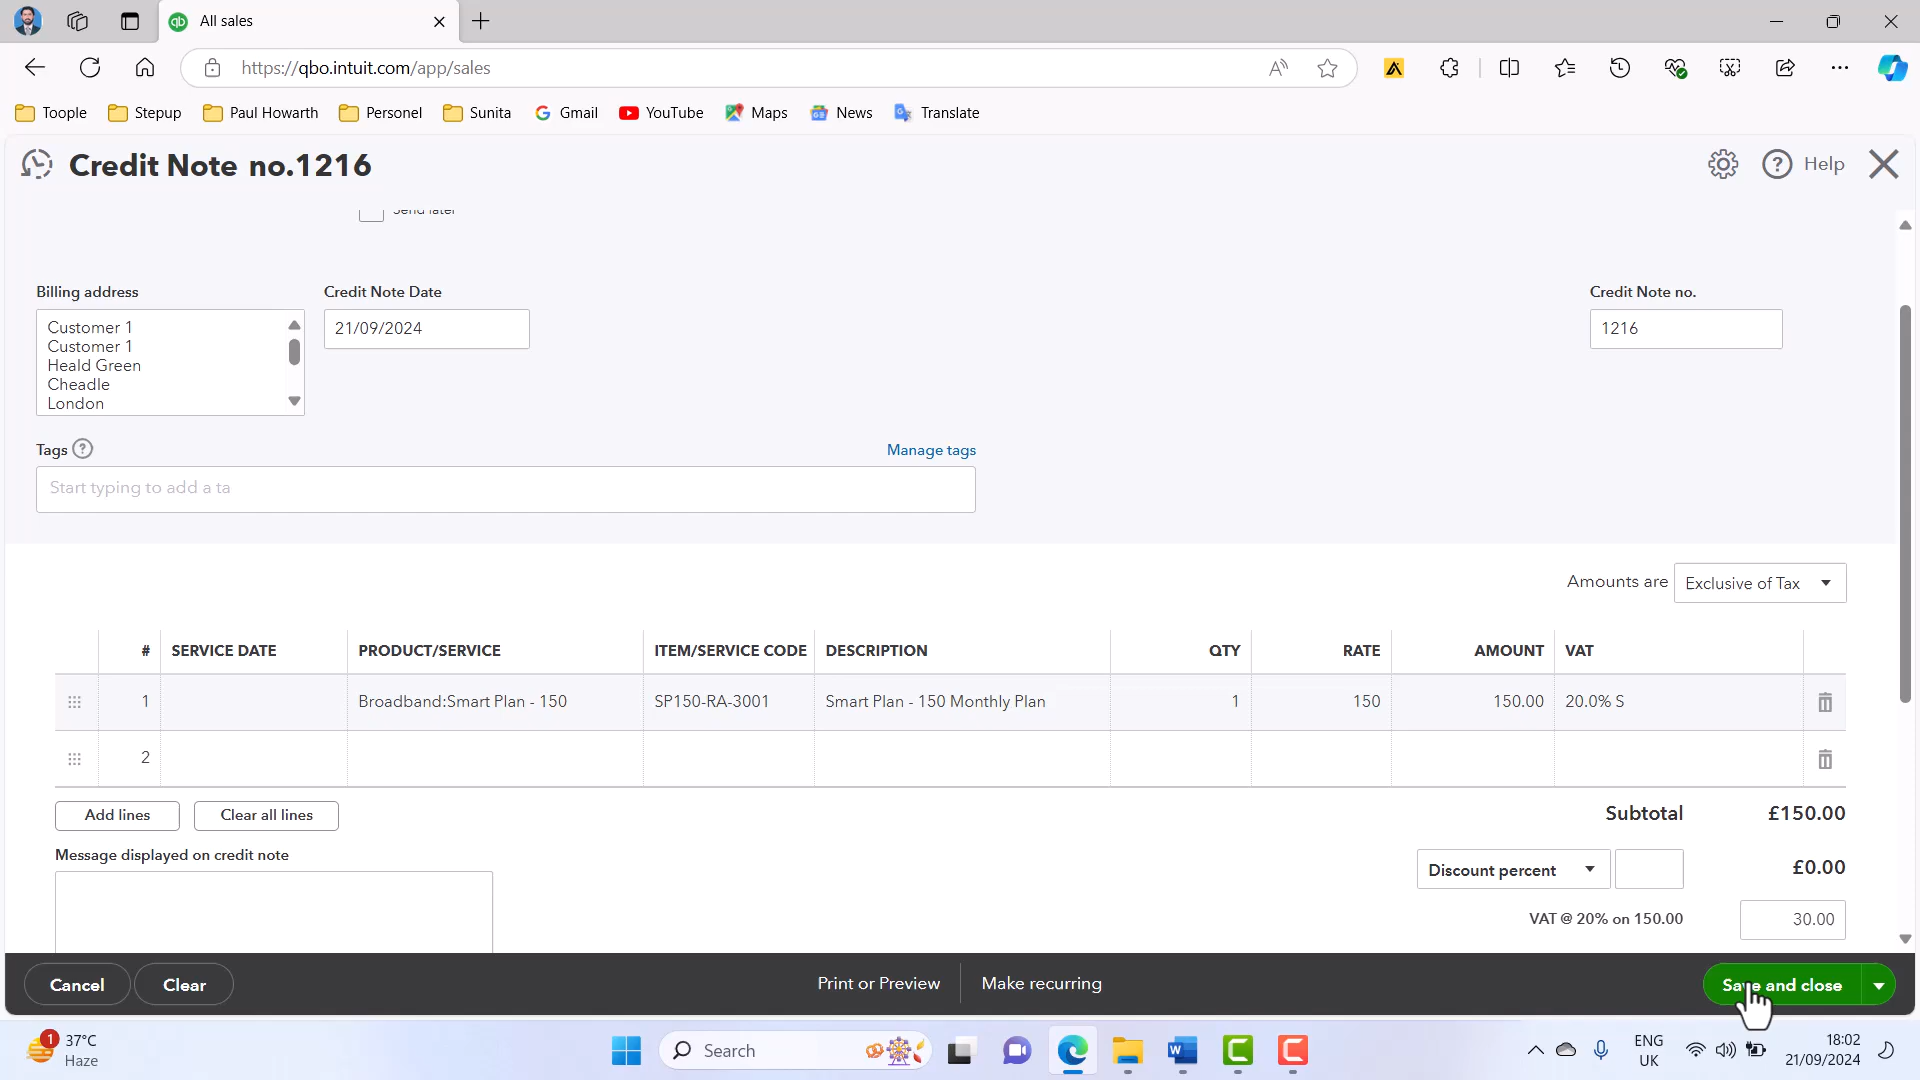 All sales
https://qbo.intuit.com/app/sales
Toople
Stepup
Paul Howarth
Personel
Sunita
Gmail
YouTube
Maps
News
Translate
Credit Note no.1216
Help
Send later
Billing address
Credit Note Date
Credit Note no.
Customer 1
Customer 1
Heald Green
Cheadle
London
21/09/2024
1216
Tags
Manage tags
Start typing to add a ta
Amounts are Exclusive of Tax
# SERVICE DATE PRODUCT/SERVICE ITEM/SERVICE CODE DESCRIPTION QTY RATE AMOUNT VAT
1 Broadband:Smart Plan - 150 SP150-RA-3001 Smart Plan - 150 Monthly Plan 1 150 150.00 20.0% S
2
Add lines
Clear all lines
Subtotal £150.00
Message displayed on credit note
Discount percent £0.00
VAT @ 20% on 150.00 30.00
Cancel
Clear
Print or Preview
Make recurring
Save and close
1
37°C
Haze
Search
ENG
UK
18:02
21/09/2024